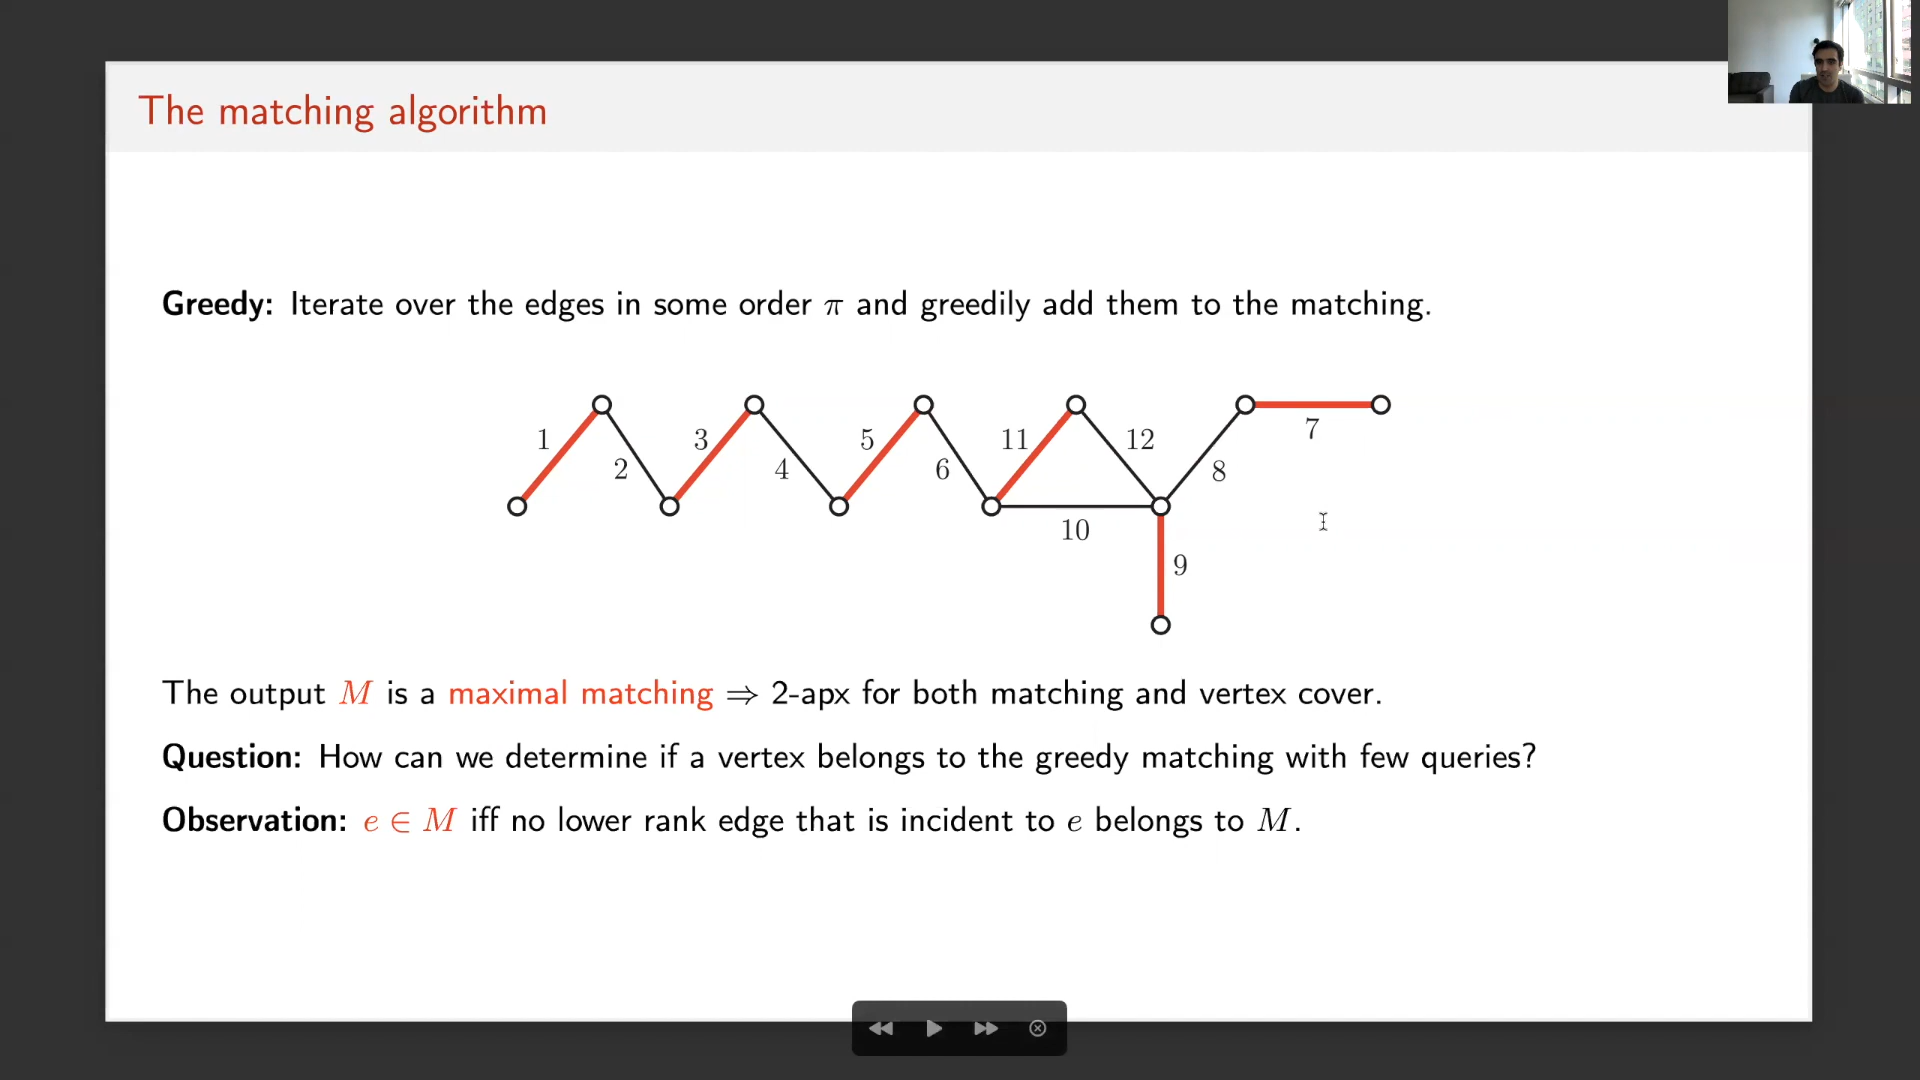 The matching algorithm
Greedy: Iterate over the edges in some order π and greedily add them to the matching.
1
2
3
4
5
6
11
12
10
8
7
9
The output M is a maximal matching ⇒ 2-apx for both matching and vertex cover.
Question: How can we determine if a vertex belongs to the greedy matching with few queries?
Observation: e ∈ M iff no lower rank edge that is incident to e belongs to M.